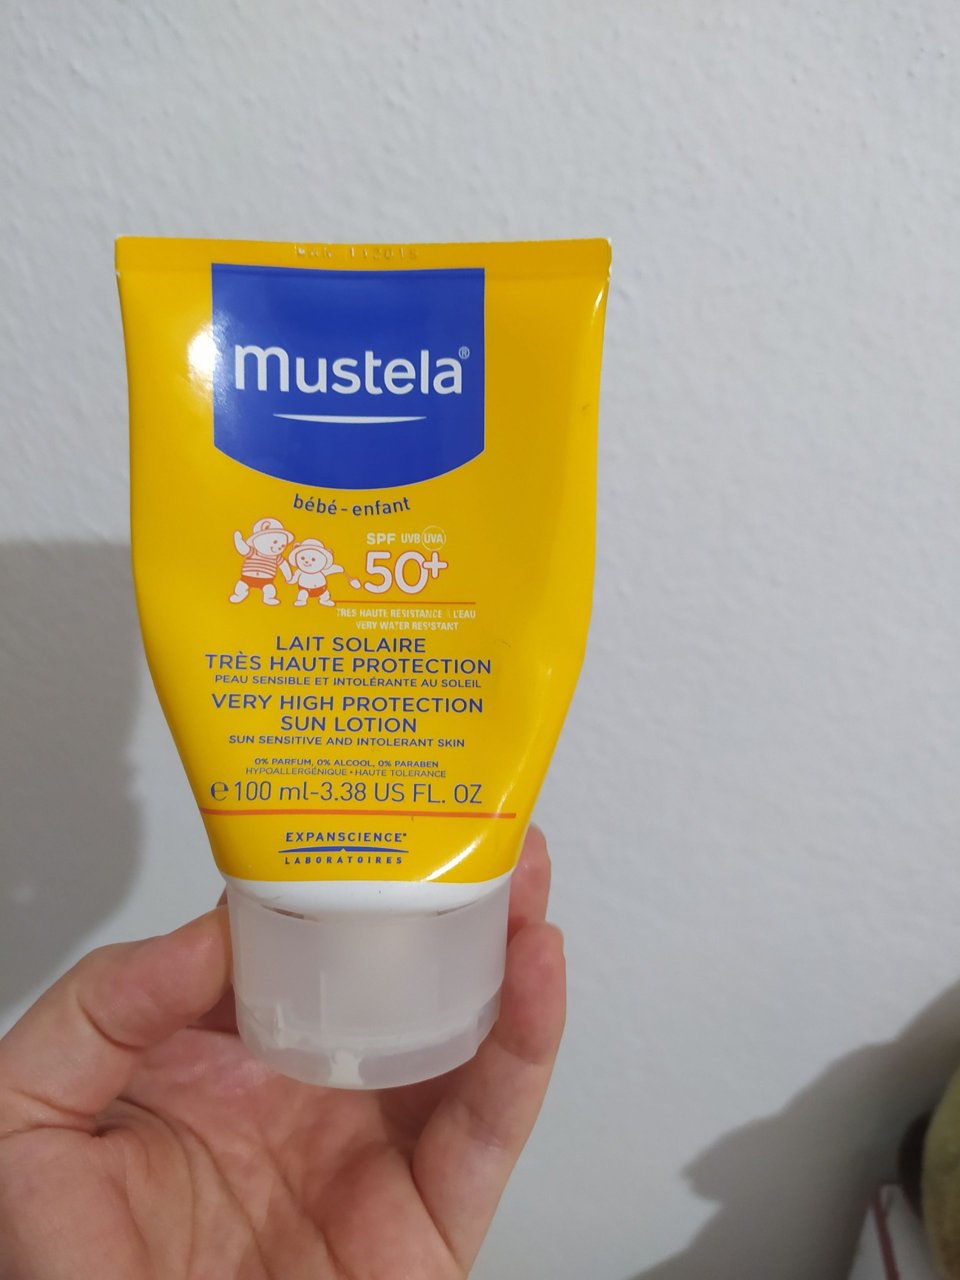 mustela®
bébé-enfant
SPF UVB UVA
50+
TRÈS HAUTE RÉSISTANCE À L'EAU
VERY WATER RESISTANT
LAIT SOLAIRE
TRÈS HAUTE PROTECTION
PEAU SENSIBLE ET INTOLÉRANTE AU SOLEIL
VERY HIGH PROTECTION
SUN LOTION
SUN SENSITIVE AND INTOLERANT SKIN
0% PARFUM, 0% ALCOOL, 0% PARABEN
HYPOALLERGÉNIQUE • HAUTE TOLERANCE
e 100 ml-3.38 US FL. OZ
EXPANSCIENCE®
LABORATOIRES